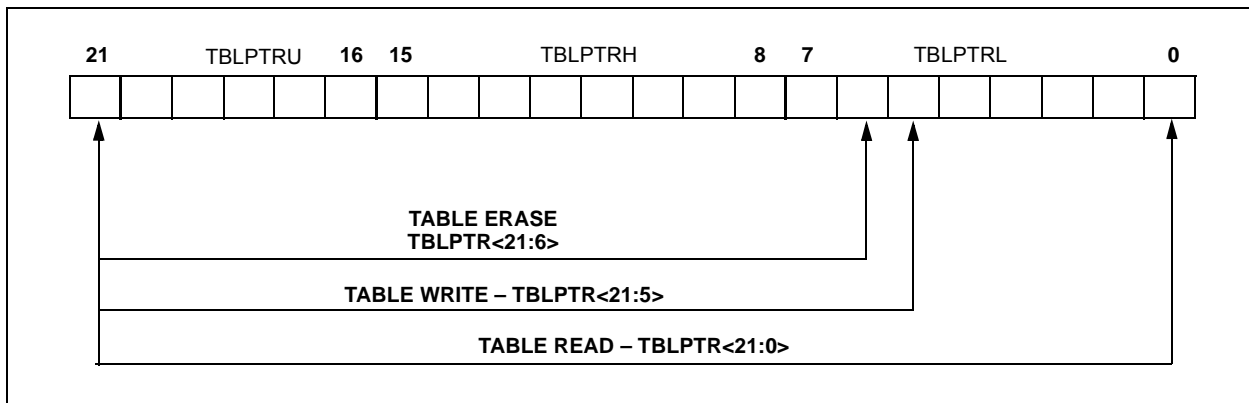 21 TBLPTRU 16 15 TBLPTRH 8 7 TBLPTRL 0
TABLE ERASE
TBLPTR<21:6>
TABLE WRITE – TBLPTR<21:5>
TABLE READ – TBLPTR<21:0>